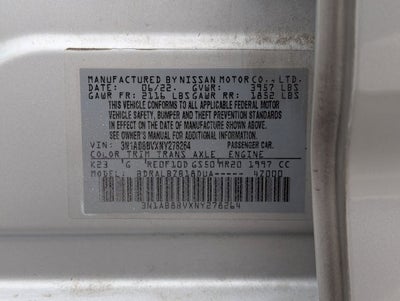 MANUFACTURED BY NISSAN MOTOR CO., LTD.
DATE: 06/22 GVWR: 3957 LBS
GAWR FR: 2116 LBS GAWR RR: 1852 LBS
THIS VEHICLE CONFORMS TO ALL APPLICABLE FEDERAL MOTOR
VEHICLE SAFETY, BUMPER AND THEFT PREVENTION STANDARDS
IN EFFECT ON THE DATE OF MANUFACTURE SHOWN ABOVE.
SEE OWNER'S MANUAL FOR ADDITIONAL INFORMATION.
VIN: 3N1AB8BVXNY278264 PASSENGER CAR.
COLOR TRIM TRANS AXLE ENGINE
K23 G MR20 1997 CC
MODEL:
3N1AB8BVXNY278264